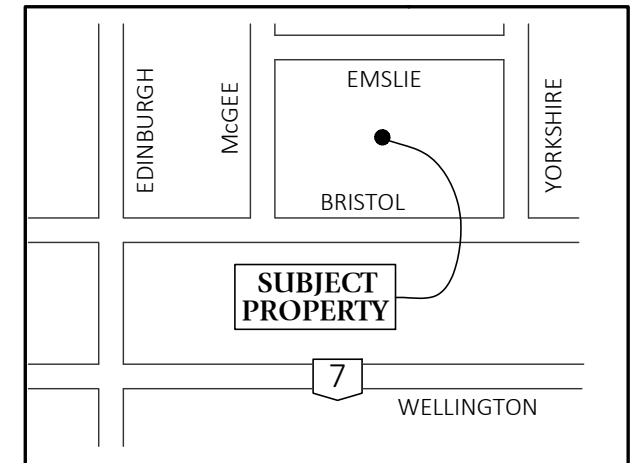 EMSLIE
EDINBURGH
McGEE
YORKSHIRE
BRISTOL
SUBJECT
PROPERTY
7
WELLINGTON